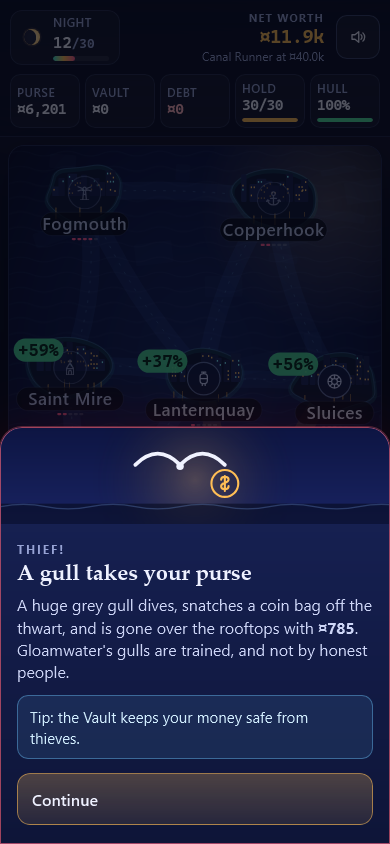 NIGHT
12/30
NET WORTH
¤11.9k
Canal Runner at ¤40.0k
PURSE
¤6,201
VAULT
¤0
DEBT
¤0
HOLD
30/30
HULL
100%
Fogmouth
Copperhook
+59%
+37%
+56%
Saint Mire
Lanternquay
Sluices
THIEF!
A gull takes your purse
A huge grey gull dives, snatches a coin bag off the
thwart, and is gone over the rooftops with ¤785.
Gloamwater's gulls are trained, and not by honest
people.
Tip: the Vault keeps your money safe from
thieves.
Continue